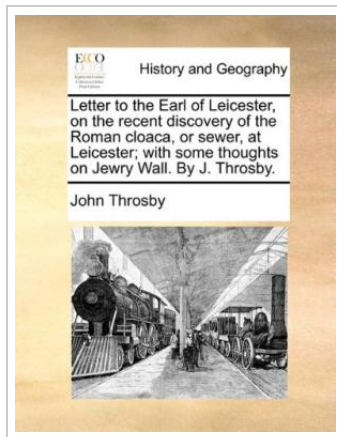 ECCO
History and Geography
Letter to the Earl of Leicester,
on the recent discovery of the
Roman cloaca, or sewer, at
Leicester; with some thoughts
on Jewry Wall. By J. Throsby.
John Throsby